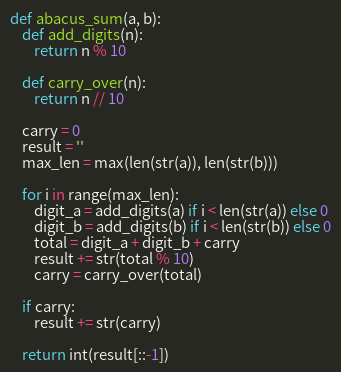 def abacus_sum(a, b):
    def add_digits(n):
        return n % 10

    def carry_over(n):
        return n // 10

    carry = 0
    result = ''
    max_len = max(len(str(a)), len(str(b)))

    for i in range(max_len):
        digit_a = add_digits(a) if i < len(str(a)) else 0
        digit_b = add_digits(b) if i < len(str(b)) else 0
        total = digit_a + digit_b + carry
        result += str(total % 10)
        carry = carry_over(total)

    if carry:
        result += str(carry)

    return int(result[::-1])